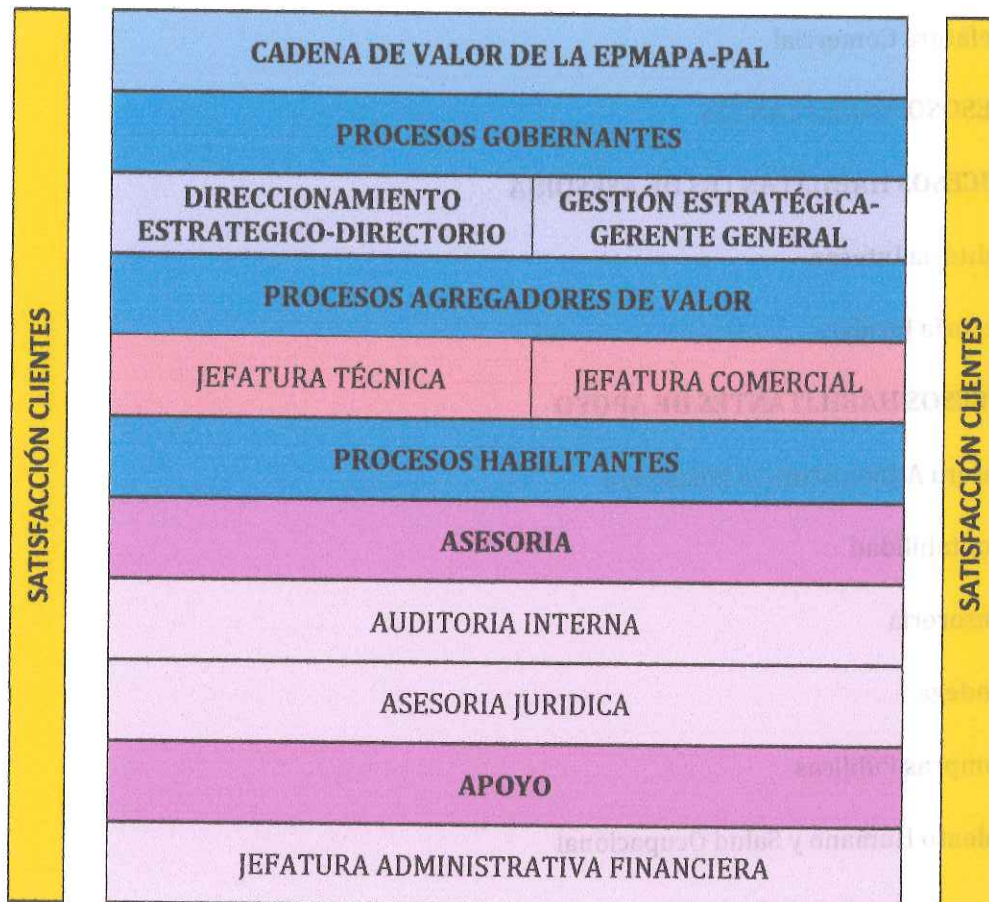 SATISFACCIÓN CLIENTES
CADENA DE VALOR DE LA EPMAPA-PAL
PROCESOS GOBERNANTES
DIRECCIONAMIENTO
ESTRATEGICO-DIRECTORIO
GESTIÓN ESTRATÉGICA-
GERENTE GENERAL
PROCESOS AGREGADORES DE VALOR
JEFATURA TÉCNICA
JEFATURA COMERCIAL
PROCESOS HABILITANTES
ASESORIA
AUDITORIA INTERNA
ASESORIA JURIDICA
APOYO
JEFATURA ADMINISTRATIVA FINANCIERA
SATISFACCIÓN CLIENTES